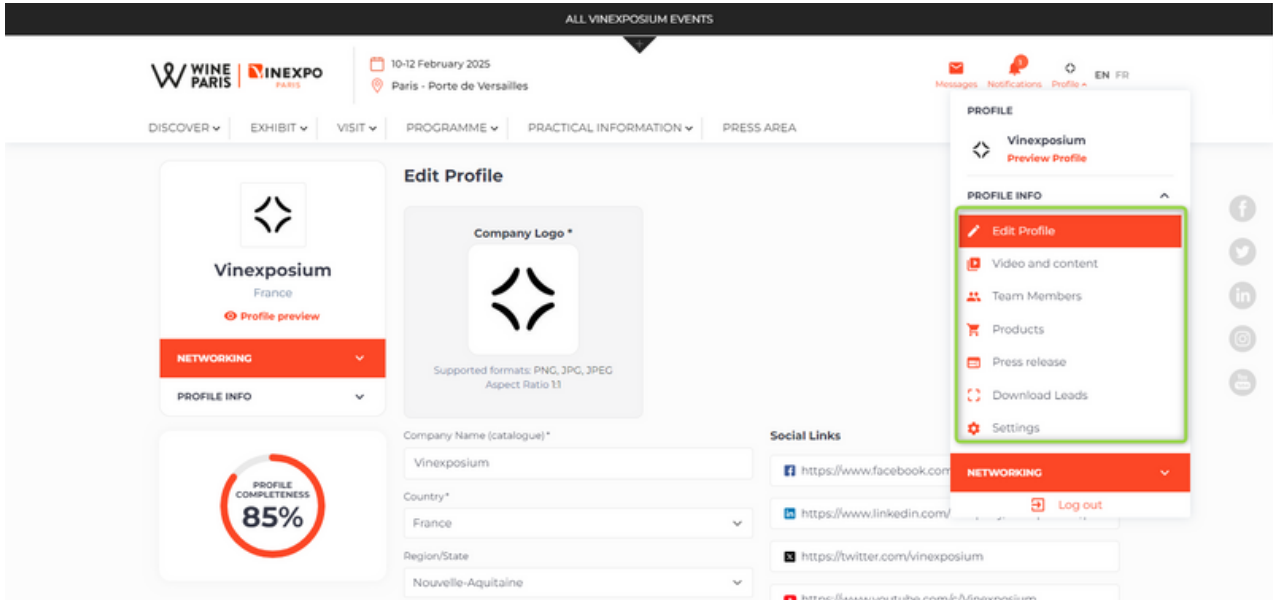 ALL VINEXPOSIUM EVENTS
+
WINE PARIS
VINEXPO PARIS
10-12 February 2025
Paris - Porte de Versailles
Messages
Notifications
Profile
EN FR
DISCOVER
EXHIBIT
VISIT
PROGRAMME
PRACTICAL INFORMATION
PRESS AREA
Vinexposium
France
Profile preview
NETWORKING
PROFILE INFO
PROFILE COMPLETENESS
85%
Edit Profile
Company Logo *
Supported formats: PNG, JPG, JPEG
Aspect Ratio 1:1
Company Name (catalogue)*
Vinexposium
Country*
France
Region/State
Nouvelle-Aquitaine
Social Links
https://www.facebook.com
https://www.linkedin.com/
https://twitter.com/vinexposium
https://www.youtube.com/c/Vinexposium
PROFILE
Vinexposium
Preview Profile
PROFILE INFO
Edit Profile
Video and content
Team Members
Products
Press release
Download Leads
Settings
NETWORKING
Log out